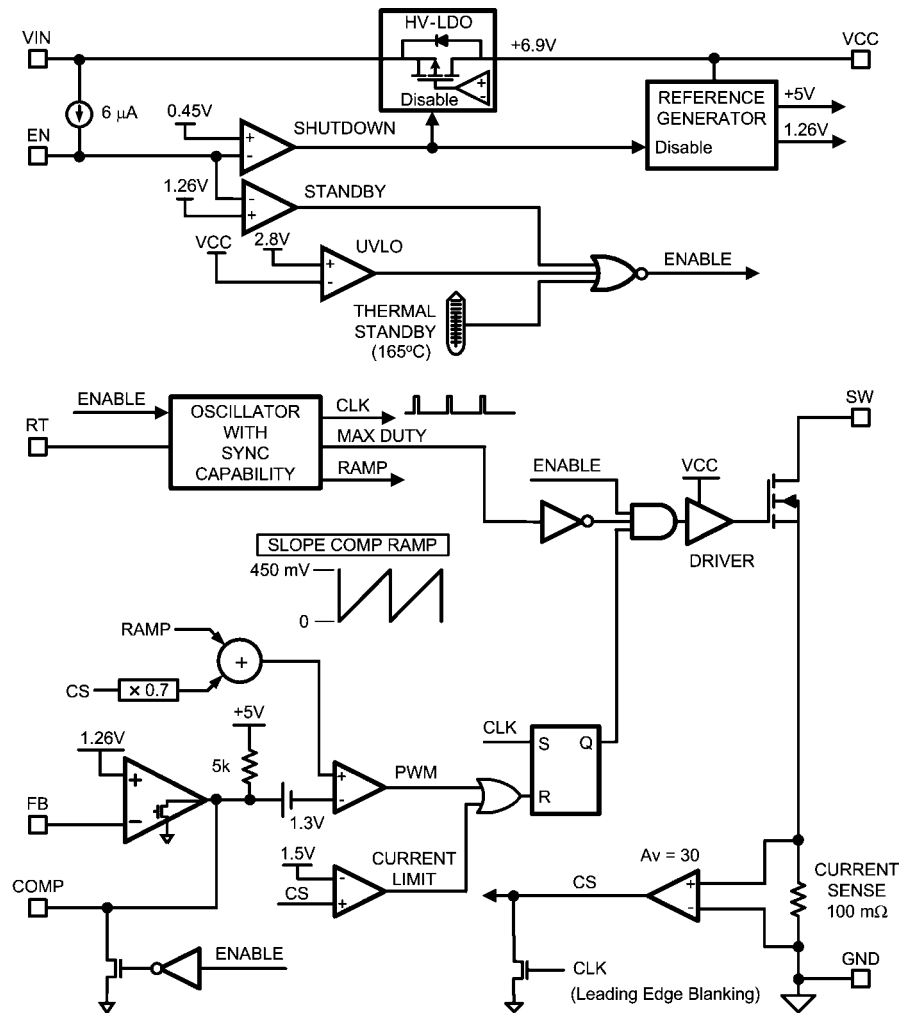 HV-LDO
VIN
+6.9V
VCC
Disable
+
-
6 μA
REFERENCE
GENERATOR
Disable
+5V
1.26V
0.45V
SHUTDOWN
EN
+
-
1.26V
STANDBY
-
+
VCC
2.8V
UVLO
+
-
ENABLE
THERMAL
STANDBY
(165ºC)
ENABLE
OSCILLATOR
WITH
SYNC
CAPABILITY
CLK
SW
RT
MAX DUTY
RAMP
ENABLE
VCC
DRIVER
SLOPE COMP RAMP
450 mV
0
RAMP
+
CS
× 0.7
+5V
CLK
S
Q
R
1.26V
5k
+
-
PWM
+
-
FB
1.3V
1.5V
CURRENT
LIMIT
-
+
CS
Av = 30
CS
+
-
CURRENT
SENSE
100 mΩ
COMP
ENABLE
CLK
(Leading Edge Blanking)
GND